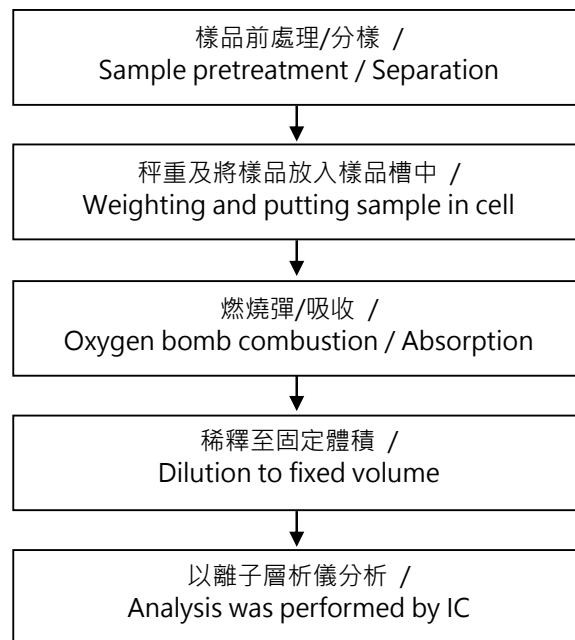 樣品前處理/分樣 /
Sample pretreatment / Separation
秤重及將樣品放入樣品槽中 /
Weighting and putting sample in cell
燃燒彈/吸收 /
Oxygen bomb combustion / Absorption
稀釋至固定體積 /
Dilution to fixed volume
以離子層析儀分析 /
Analysis was performed by IC